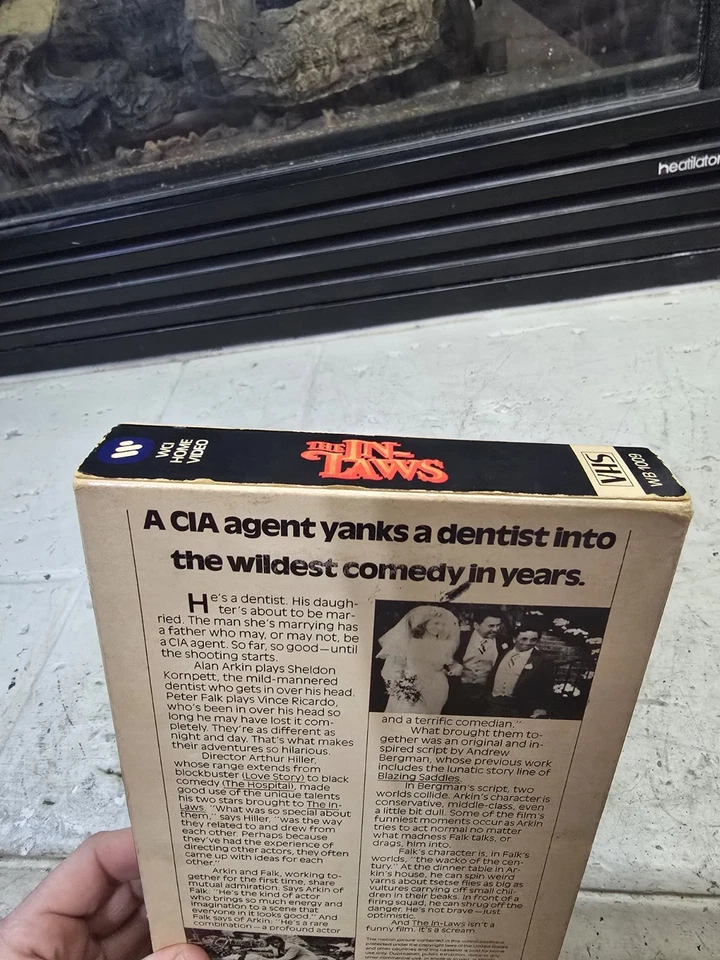 heatilator
WCI
HOME
VIDEO
THE IN-
LAWS
VHS
WB 1009
A CIA agent yanks a dentist into
the wildest comedy in years.
He's a dentist. His daugh-
ter's about to be mar-
ried. The man she's marrying has
a father who may, or may not, be
a CIA agent. So far, so good—until
the shooting starts.
Alan Arkin plays Sheldon
Kornpett, the mild-mannered
dentist who gets in over his head.
Peter Falk plays Vince Ricardo,
who's been in over his head so
long he may have lost it com-
pletely. They're as different as
night and day. That's what makes
their adventures so hilarious.
Director Arthur Hiller,
whose range extends from
blockbuster (Love Story) to black
comedy (The Hospital), made
good use of the unique talents
his two stars brought to The In-
Laws. "What was so special about
them," says Hiller, "was the way
they related to and drew from
each other. Perhaps because
they've had the experience of
directing other actors, they often
came up with ideas for each
other."
Arkin and Falk, working to-
gether for the first time, share
mutual admiration. Says Arkin of
Falk: "He's the kind of actor
who brings so much energy and
imagination to a scene that
everyone in it looks good." And
Falk says of Arkin: "He's a rare
combination—a profound actor
and a terrific comedian."
What brought them to-
gether was an original and in-
spired script by Andrew
Bergman, whose previous work
includes the lunatic story line of
Blazing Saddles.
In Bergman's script, two
worlds collide. Arkin's character is
conservative, middle-class, even
a little bit dull. Some of the film's
funniest moments occur as Arkin
tries to act normal no matter
what madness Falk talks, or
drags, him into.
Falk's character is, in Falk's
words, "the wacko of the cen-
tury." At the dinner table in Ar-
kin's house, he can spin weird
yarns about tsetse flies as big as
vultures carrying off small chil-
dren in their beaks. In front of a
firing squad, he can shrug off the
danger. He's not brave—just
optimistic.
And The In-Laws isn't a
funny film. It's a scream.